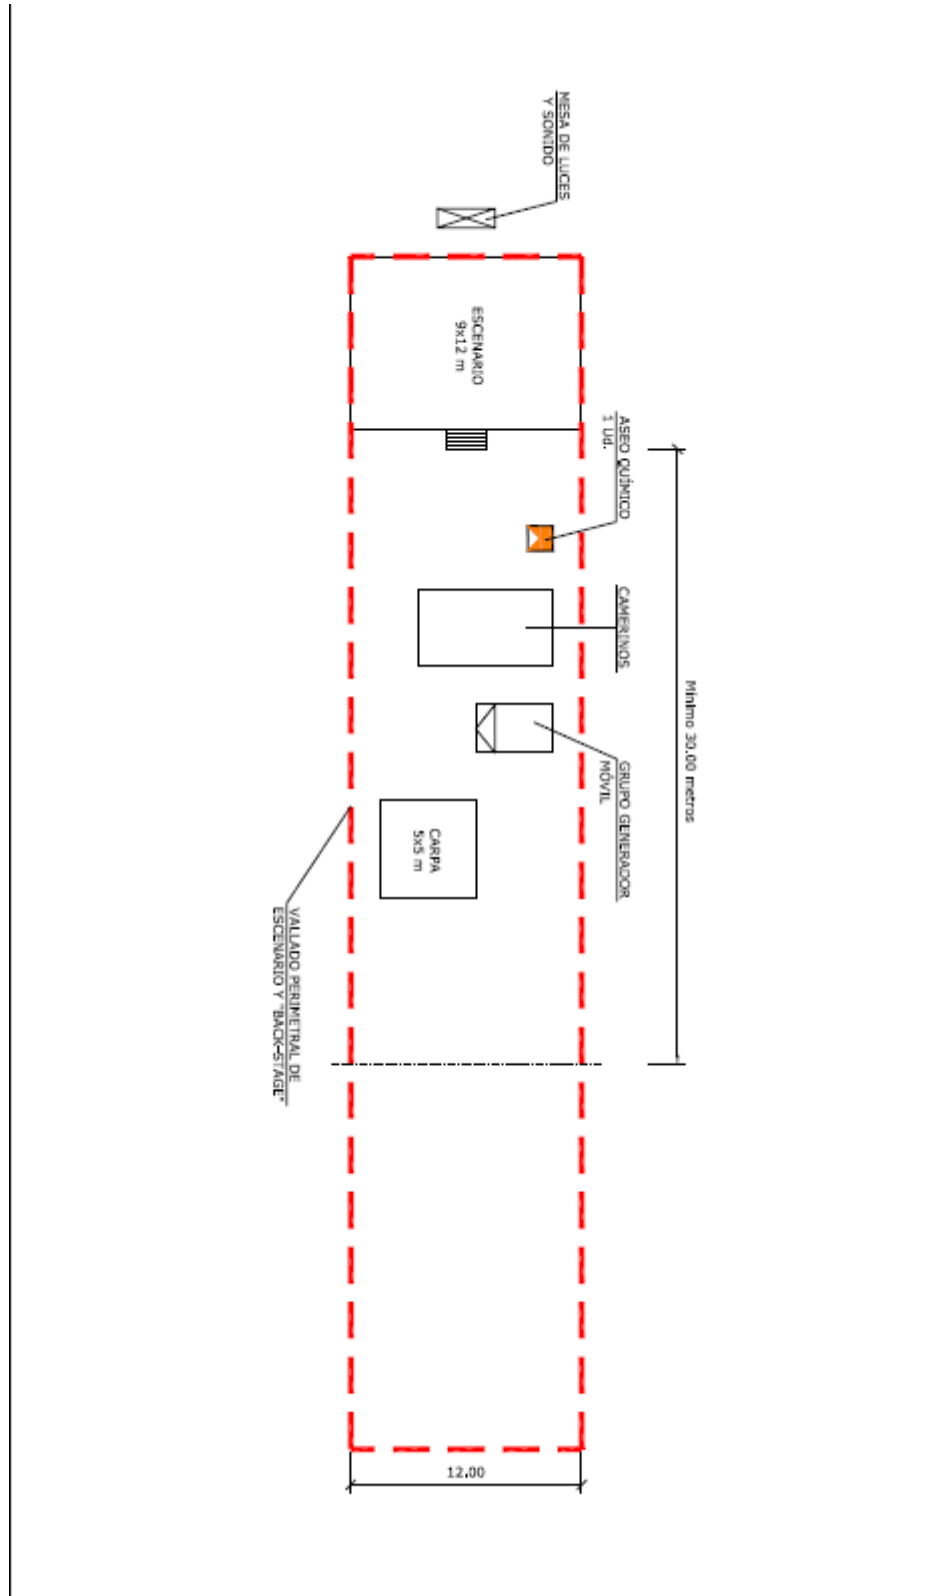 MESA DE LUCES
Y SONIDO
ESCENARIO
9x12 m
ASEO QUÍMICO
1 Ud.
CAMERINOS
Mínimo 30.00 metros
GRUPO GENERADOR
MÓVIL
CARPA
5x5 m
VALLADO PERIMETRAL DE
ESCENARIO Y "BACK-STAGE"
12.00